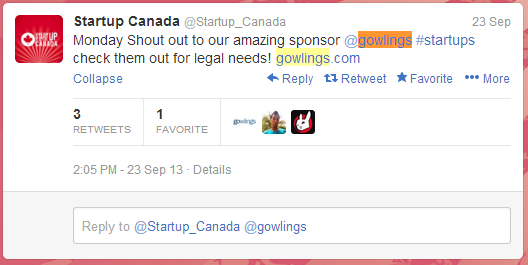 STARTUP CANADA
Startup Canada @Startup_Canada 23 Sep
Monday Shout out to our amazing sponsor @gowlings #startups
check them out for legal needs! gowlings.com
Collapse Reply Retweet Favorite More
3 1
RETWEETS FAVORITE
gowlings
2:05 PM - 23 Sep 13 · Details
Reply to @Startup_Canada @gowlings